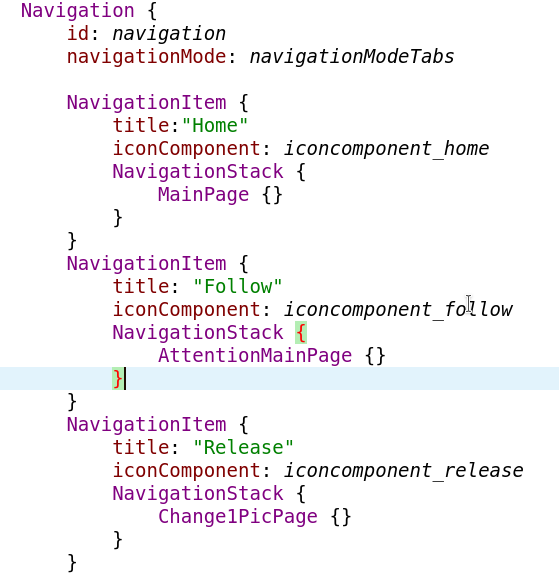 Navigation {
id: navigation
navigationMode: navigationModeTabs
NavigationItem {
title:"Home"
iconComponent: iconcomponent_home
NavigationStack {
MainPage {}
}
}
NavigationItem {
title: "Follow"
iconComponent: iconcomponent_follow
NavigationStack {
AttentionMainPage {}
}
}
NavigationItem {
title: "Release"
iconComponent: iconcomponent_release
NavigationStack {
Change1PicPage {}
}
}